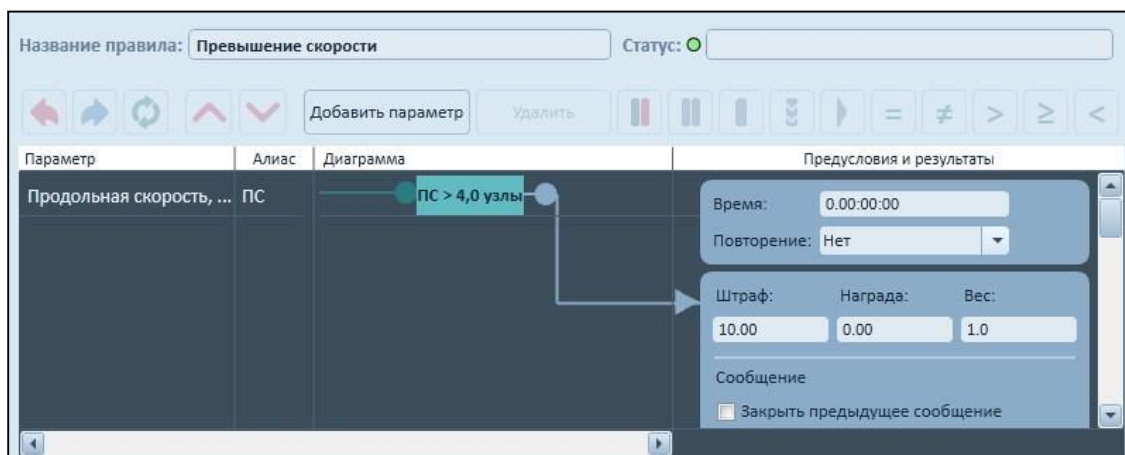 Название правила: Превышение скорости Статус:
Добавить параметр Удалить = ≠ > ≥ <
Параметр Алиас Диаграмма Предусловия и результаты
Продольная скорость, ... ПС ПС > 4,0 узлы
Время: 0.00:00:00
Повторение: Нет
Штраф: Награда: Вес:
10.00 0.00 1.0
Сообщение
Закрыть предыдущее сообщение